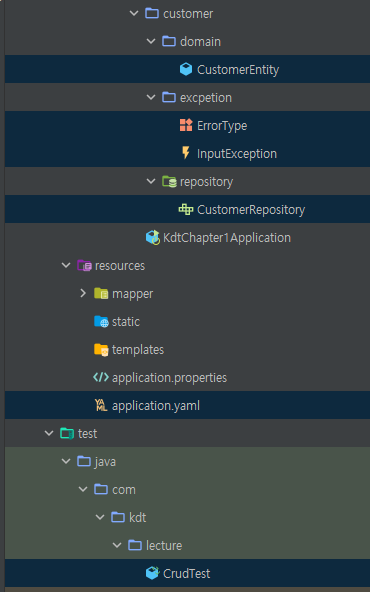 customer
domain
CustomerEntity
excpetion
ErrorType
InputException
repository
CustomerRepository
KdtChapter1Application
resources
mapper
static
templates
application.properties
application.yaml
test
java
com
kdt
lecture
CrudTest